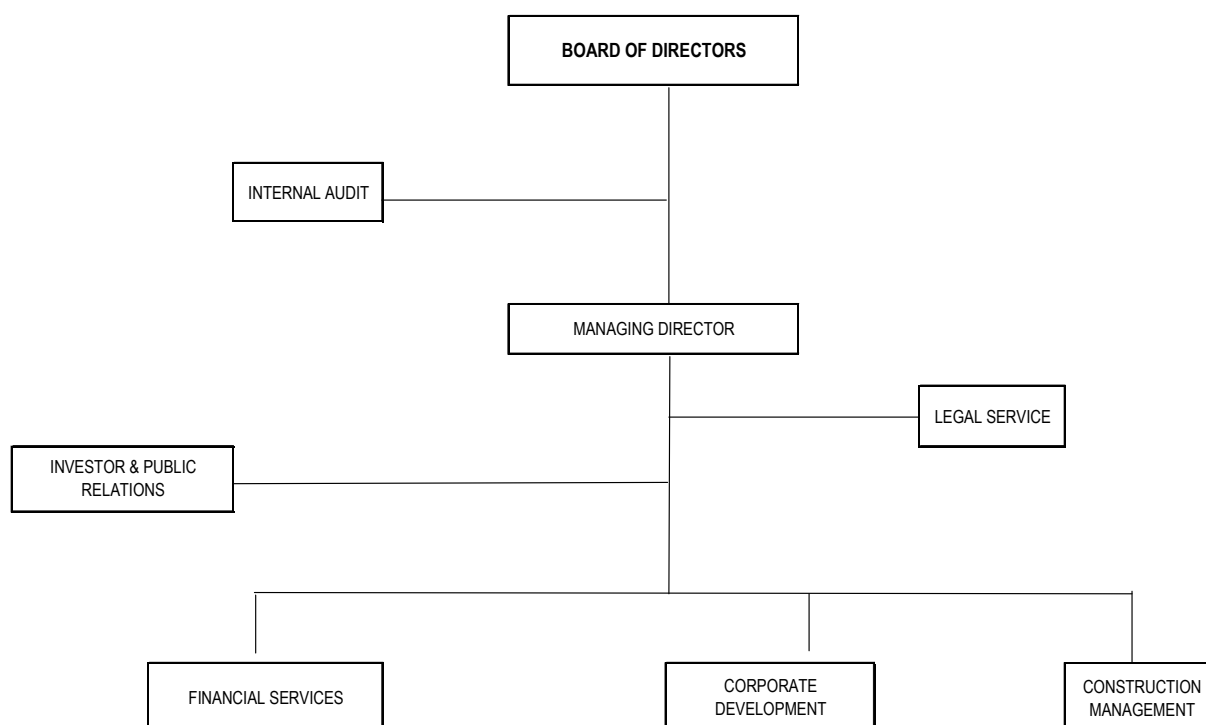 BOARD OF DIRECTORS
INTERNAL AUDIT
MANAGING DIRECTOR
LEGAL SERVICE
INVESTOR & PUBLIC
RELATIONS
FINANCIAL SERVICES
CORPORATE
DEVELOPMENT
CONSTRUCTION
MANAGEMENT